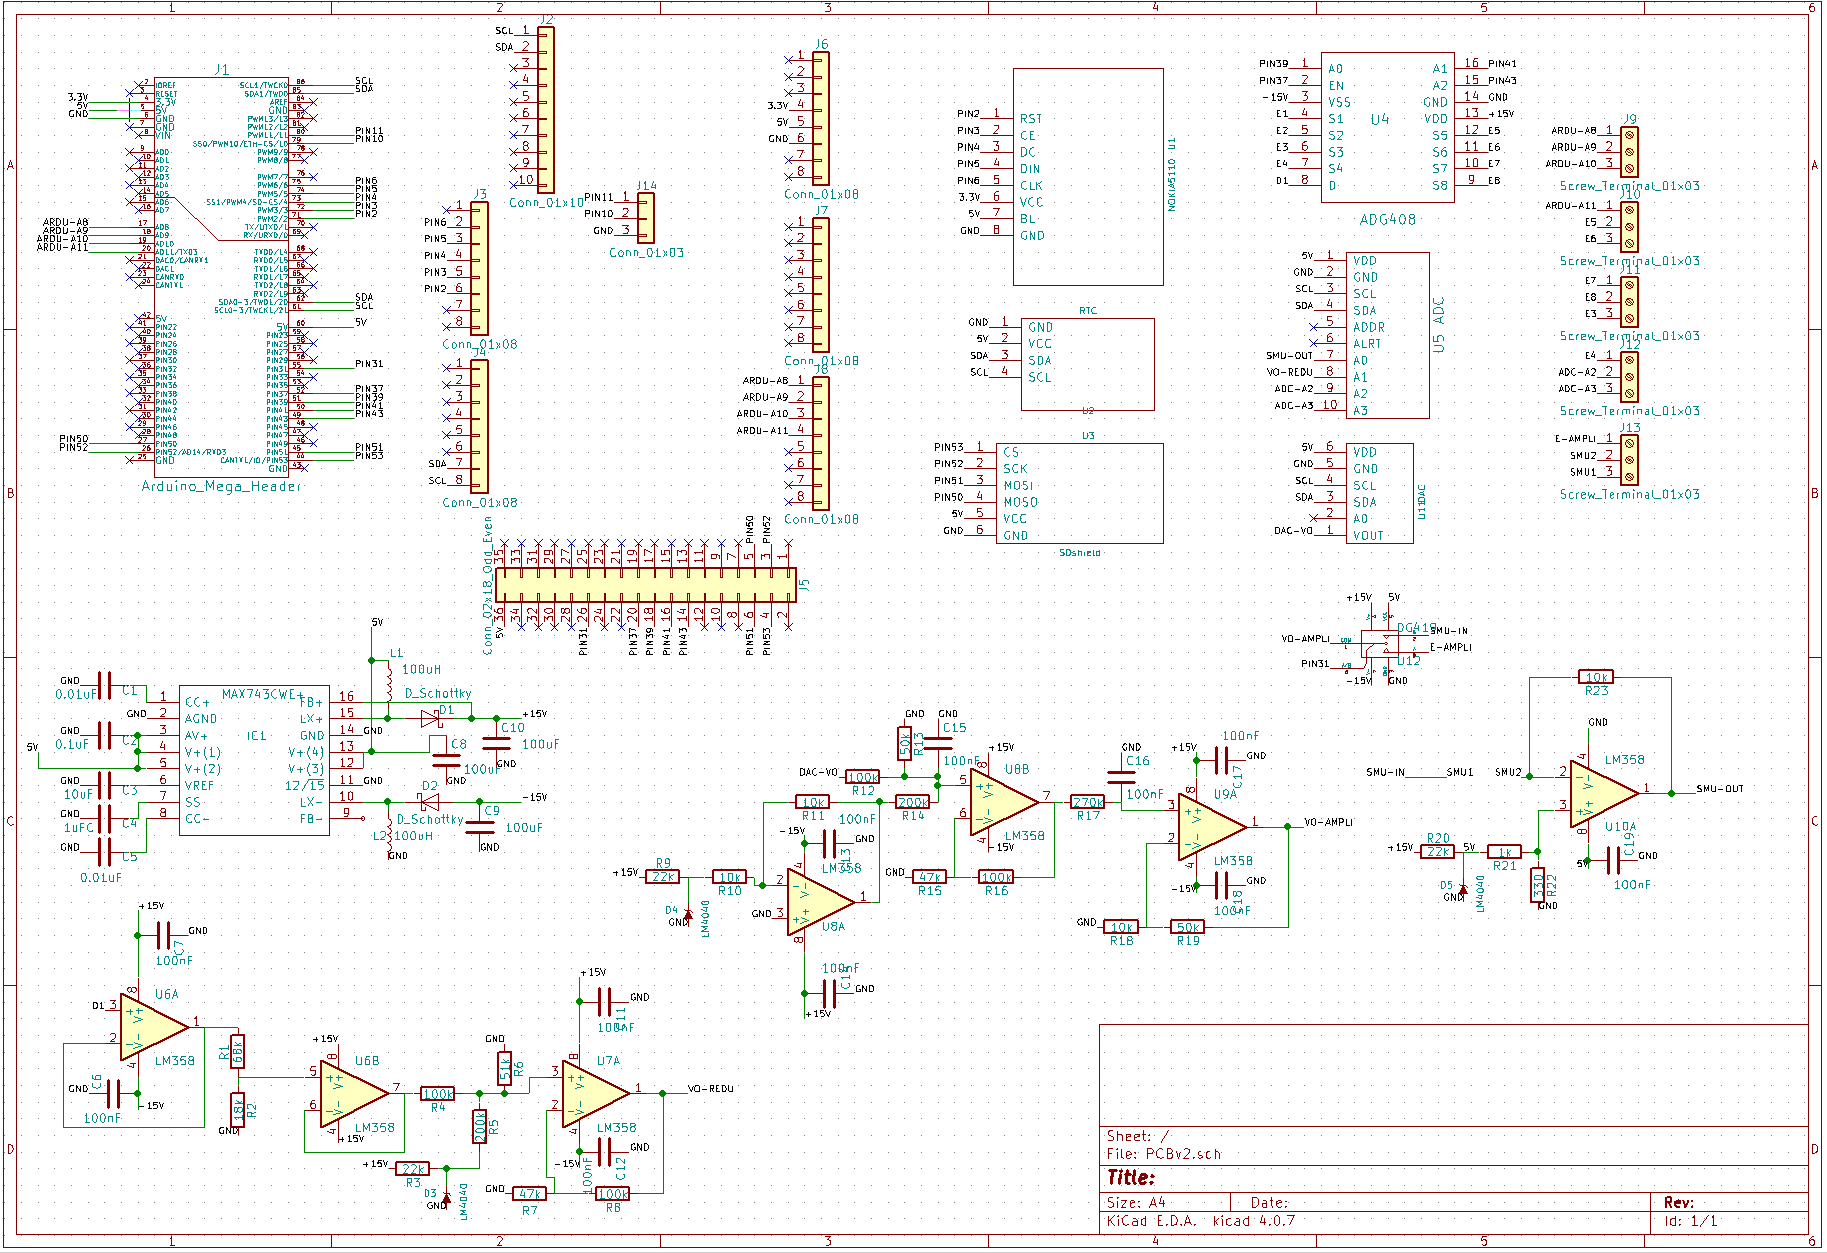 1 2 3 4 5 6
A
B
C
D
J1
IOREF
RESET
3.3V
5V
GND
GND
VIN
AD0
AD1
AD2
AD3
AD4
AD5
AD6
AD7
AD8
AD9
AD10
AD11/TX03
DAC0/CANRX1
DAC1
CANRX0
CANTX1
5V
PIN22
PIN24
PIN26
PIN28
PIN30
PIN32
PIN34
PIN36
PIN38
PIN40
PIN42
PIN44
PIN46
PIN48
PIN50
PIN52/AD14/RXD3
GND
SCL1/TWCK0
SDA1/TWD0
AREF
GND
PWM9/9
PWM8/8
PWM7/7
PWM6/6
PWM5/5
SS1/PWM4/SD-CS/4
PWM3/3
PWM2/2
TX/UTXD/1
RX/URXD/0
5V
PIN31
PIN51
GND
3.3V
5V
GND
ARDU-A8
ARDU-A9
ARDU-A10
ARDU-A11
PIN50
PIN52
SCL
SDA
PIN11
PIN10
PIN6
PIN5
PIN4
PIN3
PIN2
SDA
SCL
5V
PIN31
PIN37
PIN39
PIN41
PIN43
PIN51
PIN53
Arduino_Mega_Header
J2
SCL 1
SDA 2
3
4
5
6
7
8
9
10
Conn_01x10
J3
1
PIN6 2
PIN5 3
PIN4 4
PIN3 5
PIN2 6
7
8
Conn_01x08
J4
1
2
3
4
5
6
SDA 7
SCL 8
Conn_01x08
J14
PIN11 1
PIN10 2
GND 3
Conn_01x03
J6
1
2
3
3.3V 4
5V 5
GND 6
7
8
Conn_01x08
J7
1
2
3
4
5
6
7
8
Conn_01x08
J8
ARDU-A8 1
ARDU-A9 2
ARDU-A10 3
ARDU-A11 4
5
6
7
8
Conn_01x08
Conn_02x18_Odd_Even
J5
35 33 31 29 27 25 23 21 19 17 15 13 11 9 7 5 3 1
PIN50 PIN52
36 34 32 30 28 26 24 22 20 18 16 14 12 10 8 6 4 2
5V PIN31 PIN37 PIN39 PIN41 PIN43 PIN51 PIN53
NOKIA5110 U1
PIN2 1 RST
PIN3 2 CE
PIN4 3 DC
PIN5 4 DIN
PIN6 5 CLK
3.3V 6 VCC
5V 7 BL
GND 8 GND
RTC
GND 1 GND
5V 2 VCC
SDA 3 SDA
SCL 4 SCL
U2
U3
PIN53 1 CS
PIN52 2 SCK
PIN51 3 MOSI
PIN50 4 MOSO
5V 5 VCC
GND 6 GND
SDshield
PIN39 1 A0 A1 16 PIN41
PIN37 2 EN A2 15 PIN43
-15V 3 VSS GND 14 GND
E1 4 S1 VDD 13 +15V
E2 5 S2 S5 12 E5
E3 6 S3 S6 11 E6
E4 7 S4 S7 10 E7
D1 8 D S8 9 E8
U4
ADG408
5V 1 VDD
GND 2 GND
SCL 3 SCL
SDA 4 SDA
5 ADDR
6 ALRT
SMU-OUT 7 A0
VO-REDU 8 A1
ADC-A2 9 A2
ADC-A3 10 A3
U5 ADC
5V 6 VDD
GND 5 GND
SCL 4 SCL
SDA 3 SDA
2 A0
DAC-VO 1 VOUT
U11DAC
J9
ARDU-A8 1
ARDU-A9 2
ARDU-A10 3
Screw_Terminal_01x03
J10
ARDU-A11 1
E5 2
E6 3
Screw_Terminal_01x03
J11
E7 1
E8 2
E3 3
Screw_Terminal_01x03
J12
E4 1
ADC-A2 2
ADC-A3 3
Screw_Terminal_01x03
J13
E-AMPLI 1
SMU2 2
SMU1 3
Screw_Terminal_01x03
+15V 5V
DG419
VO-AMPLI
SMU-IN
E-AMPLI
PIN31
U12
-15V GND
MAX743CWE+
IC1
1 CC+
2 AGND
3 AV+
4 V+(1)
5 V+(2)
6 VREF
7 SS
8 CC-
FB+ 16
LX+ 15
GND 14
V+(4) 13
V+(3) 12
12/15 11
LX- 10
FB- 9
GND 0.01uF C1
GND
GND 0.1uF C2
5V
GND 10uF C3
GND 1uF C4
GND 0.01uF C5
5V
L1 100uH
D_Schottky D1
+15V
C10 100uF GND
C8 100uF GND
GND
GND
D2 D_Schottky
-15V
C9 100uF GND
L2 100uH GND
+15V
C7 100nF GND
U6A
D1 3
2
8
4
1
LM358
GND C6 100nF
-15V
R1 68k
R2 18k
GND
+15V
U6B
5
6
8
4
7
LM358
+15V
100k R4
200k R5
GND 51k R6
+15V 22k R3
D3 LM4040 GND
+15V
C11 100nF GND
U7A
3
2
8
4
1
LM358
-15V
C12 100nF GND
GND 47k R7
100k R8
VO-REDU
+15V R9 22k
10k R10
D4 LM4040 GND
-15V
100nF C13 GND
LM358
U8A
2
GND 3
4
8
1
100nF GND
+15V
10k R11
DAC-VO 100k R12
GND 50k R13
GND C15 100nF
200k R14
+15V
U8B
5
6
8
4
7
LM358
-15V
GND 47k R15
100k R16
270k R17
GND C16 100nF
+15V
100nF C17 GND
U9A
3
2
8
4
1
LM358
-15V
C18 100nF GND
GND 10k R18
50k R19
VO-AMPLI
10k R23
GND
SMU-IN SMU1
SMU2 2
3
4
8
1
LM358
U10A
SMU-OUT
5V
C19 100nF GND
+15V R20 22k
5V
1k R21
330 R22
GND
D5 LM4040 GND
Sheet: /
File: PCBv2.sch
Title:
Size: A4 Date: Rev:
KiCad E.D.A. kicad 4.0.7 Id: 1/1